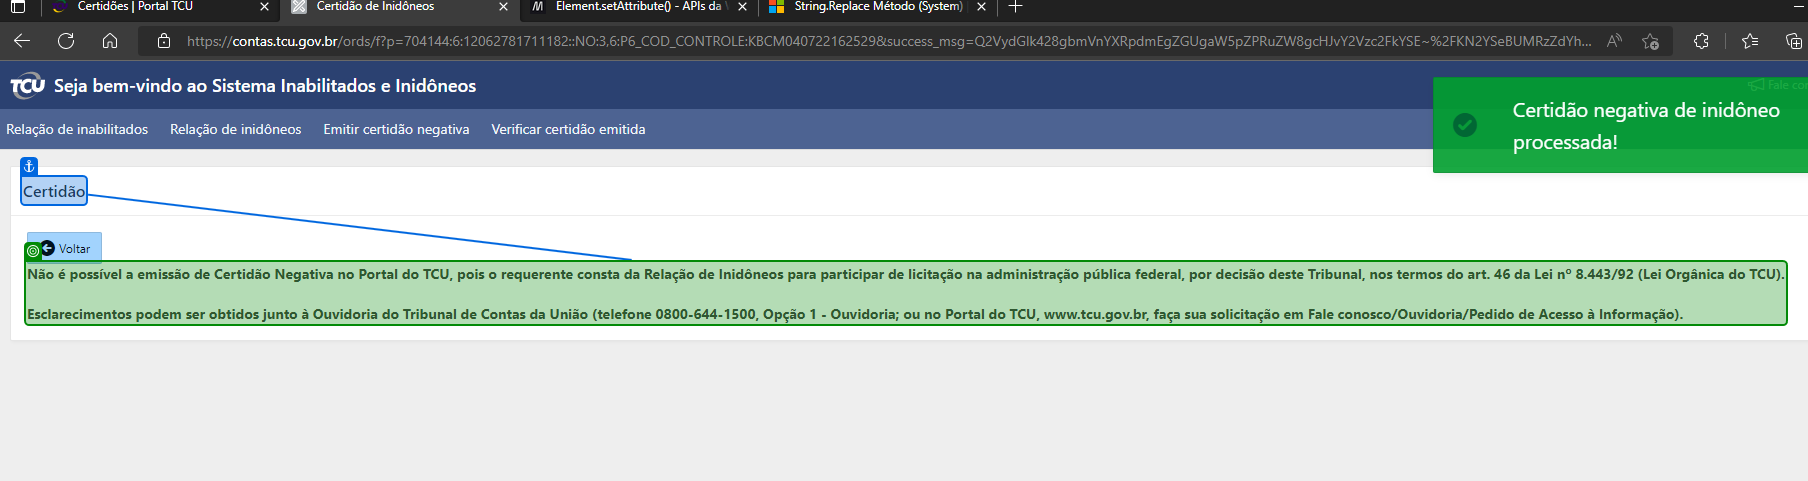 Certidões | Portal TCU
Certidão de Inidôneos
Element.setAttribute() - APIs da
String.Replace Método (System)
https://contas.tcu.gov.br/ords/f?p=704144:6:12062781711182::NO:3,6:P6_COD_CONTROLE:KBCM040722162529&success_msg=Q2VydGlk428gbmVnYXRpdmEgZGUgaW5pZPRuZW8gcHJvY2Vzc2FkYSE~%2FKN2YSeBUMRzZdYh...
TCU Seja bem-vindo ao Sistema Inabilitados e Inidôneos
Fale con
Relação de inabilitados Relação de inidôneos Emitir certidão negativa Verificar certidão emitida
Certidão negativa de inidôneo
processada!
Certidão
Voltar
Não é possível a emissão de Certidão Negativa no Portal do TCU, pois o requerente consta da Relação de Inidôneos para participar de licitação na administração pública federal, por decisão deste Tribunal, nos termos do art. 46 da Lei nº 8.443/92 (Lei Orgânica do TCU).
Esclarecimentos podem ser obtidos junto à Ouvidoria do Tribunal de Contas da União (telefone 0800-644-1500, Opção 1 - Ouvidoria; ou no Portal do TCU, www.tcu.gov.br, faça sua solicitação em Fale conosco/Ouvidoria/Pedido de Acesso à Informação).